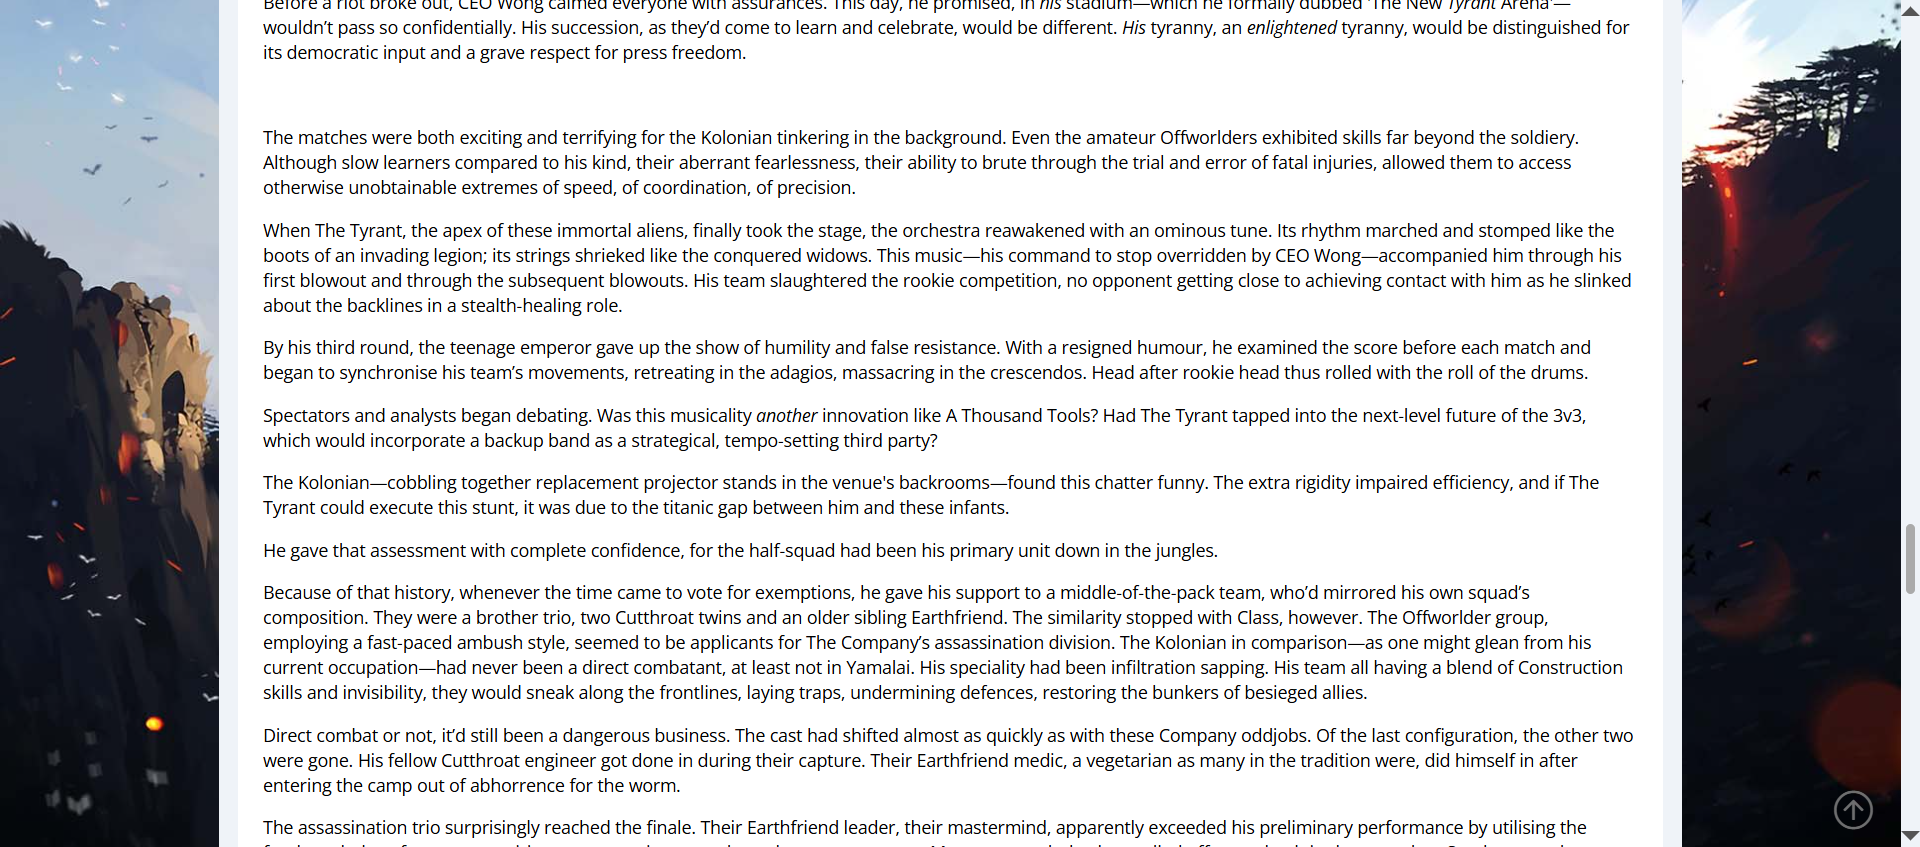 Before a riot broke out, CEO Wong calmed everyone with assurances. This day, he promised, in his stadium—which he formally dubbed 'The New Tyrant Arena'—
wouldn’t pass so confidentially. His succession, as they’d come to learn and celebrate, would be different. His tyranny, an enlightened tyranny, would be distinguished for
its democratic input and a grave respect for press freedom.
The matches were both exciting and terrifying for the Kolonian tinkering in the background. Even the amateur Offworlders exhibited skills far beyond the soldiery.
Although slow learners compared to his kind, their aberrant fearlessness, their ability to brute through the trial and error of fatal injuries, allowed them to access
otherwise unobtainable extremes of speed, of coordination, of precision.
When The Tyrant, the apex of these immortal aliens, finally took the stage, the orchestra reawakened with an ominous tune. Its rhythm marched and stomped like the
boots of an invading legion; its strings shrieked like the conquered widows. This music—his command to stop overridden by CEO Wong—accompanied him through his
first blowout and through the subsequent blowouts. His team slaughtered the rookie competition, no opponent getting close to achieving contact with him as he slinked
about the backlines in a stealth-healing role.
By his third round, the teenage emperor gave up the show of humility and false resistance. With a resigned humour, he examined the score before each match and
began to synchronise his team’s movements, retreating in the adagios, massacring in the crescendos. Head after rookie head thus rolled with the roll of the drums.
Spectators and analysts began debating. Was this musicality another innovation like A Thousand Tools? Had The Tyrant tapped into the next-level future of the 3v3,
which would incorporate a backup band as a strategical, tempo-setting third party?
The Kolonian—cobbling together replacement projector stands in the venue's backrooms—found this chatter funny. The extra rigidity impaired efficiency, and if The
Tyrant could execute this stunt, it was due to the titanic gap between him and these infants.
He gave that assessment with complete confidence, for the half-squad had been his primary unit down in the jungles.
Because of that history, whenever the time came to vote for exemptions, he gave his support to a middle-of-the-pack team, who’d mirrored his own squad’s
composition. They were a brother trio, two Cutthroat twins and an older sibling Earthfriend. The similarity stopped with Class, however. The Offworlder group,
employing a fast-paced ambush style, seemed to be applicants for The Company’s assassination division. The Kolonian in comparison—as one might glean from his
current occupation—had never been a direct combatant, at least not in Yamalai. His speciality had been infiltration sapping. His team all having a blend of Construction
skills and invisibility, they would sneak along the frontlines, laying traps, undermining defences, restoring the bunkers of besieged allies.
Direct combat or not, it’d still been a dangerous business. The cast had shifted almost as quickly as with these Company oddjobs. Of the last configuration, the other two
were gone. His fellow Cutthroat engineer got done in during their capture. Their Earthfriend medic, a vegetarian as many in the tradition were, did himself in after
entering the camp out of abhorrence for the worm.
The assassination trio surprisingly reached the finale. Their Earthfriend leader, their mastermind, apparently exceeded his preliminary performance by utilising the